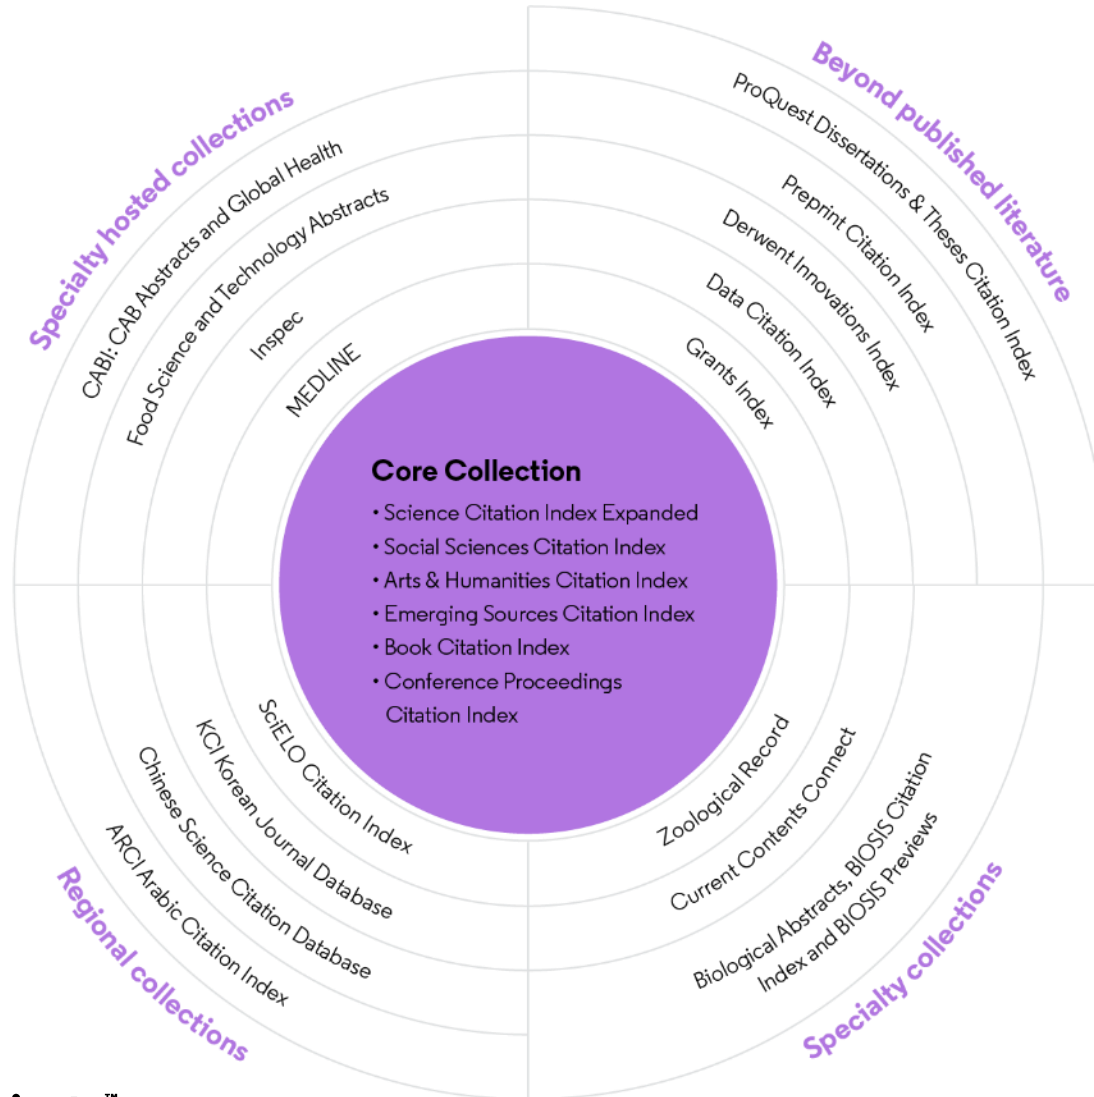 Specialty hosted collections
CABI: CAB Abstracts and Global Health
Food Science and Technology Abstracts
Inspec
MEDLINE
Beyond published literature
ProQuest Dissertations & Theses Citation Index
Preprint Citation Index
Derwent Innovations Index
Data Citation Index
Grants Index
Core Collection
• Science Citation Index Expanded
• Social Sciences Citation Index
• Arts & Humanities Citation Index
• Emerging Sources Citation Index
• Book Citation Index
• Conference Proceedings
Citation Index
SciELO Citation Index
KCI Korean Journal Database
Chinese Science Citation Database
ARCI Arabic Citation Index
Regional collections
Zoological Record
Current Contents Connect
Biological Abstracts, BIOSIS Citation
Index and BIOSIS Previews
Specialty collections
™